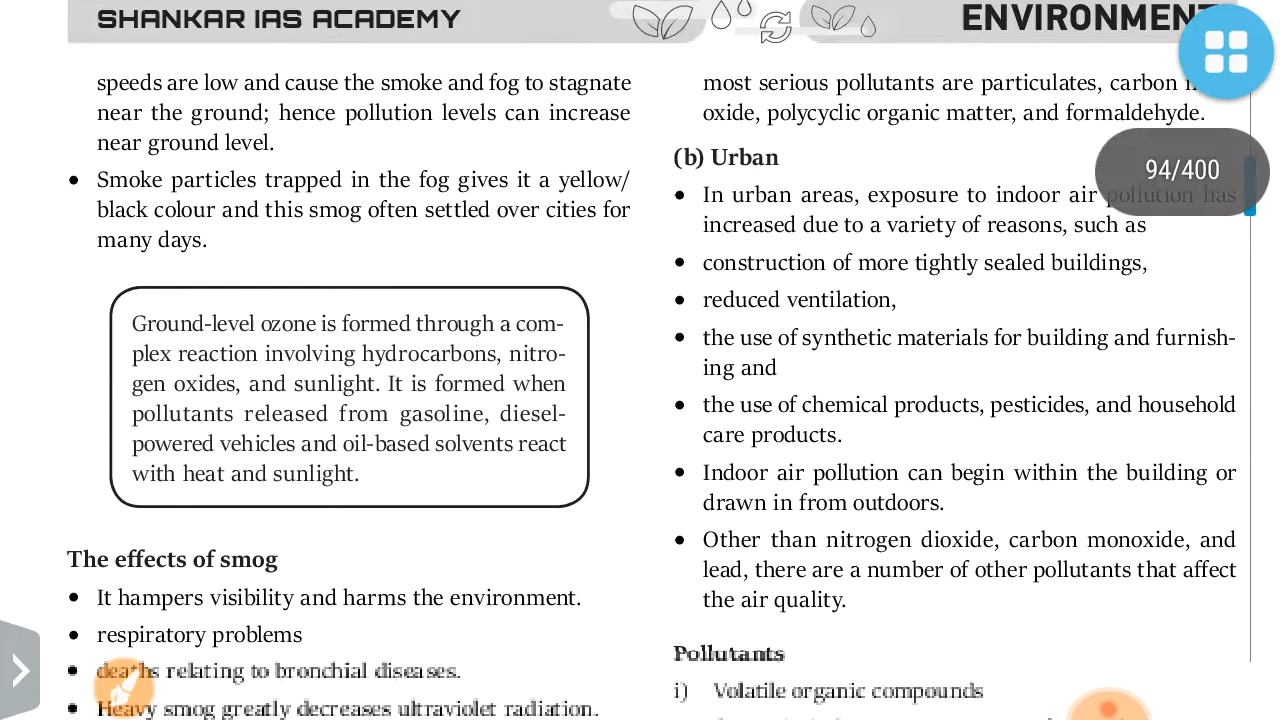 SHANKAR IAS ACADEMY
ENVIRONMENT
94/400
speeds are low and cause the smoke and fog to stagnate
near the ground; hence pollution levels can increase
near ground level.
• Smoke particles trapped in the fog gives it a yellow/
black colour and this smog often settled over cities for
many days.
Ground-level ozone is formed through a com-
plex reaction involving hydrocarbons, nitro-
gen oxides, and sunlight. It is formed when
pollutants released from gasoline, diesel-
powered vehicles and oil-based solvents react
with heat and sunlight.
The effects of smog
• It hampers visibility and harms the environment.
• respiratory problems
• deaths relating to bronchial diseases.
• Heavy smog greatly decreases ultraviolet radiation.
most serious pollutants are particulates, carbon
oxide, polycyclic organic matter, and formaldehyde.
(b) Urban
• In urban areas, exposure to indoor air pollution has
increased due to a variety of reasons, such as
• construction of more tightly sealed buildings,
• reduced ventilation,
• the use of synthetic materials for building and furnish-
ing and
• the use of chemical products, pesticides, and household
care products.
• Indoor air pollution can begin within the building or
drawn in from outdoors.
• Other than nitrogen dioxide, carbon monoxide, and
lead, there are a number of other pollutants that affect
the air quality.
Pollutants
i) Volatile organic compounds